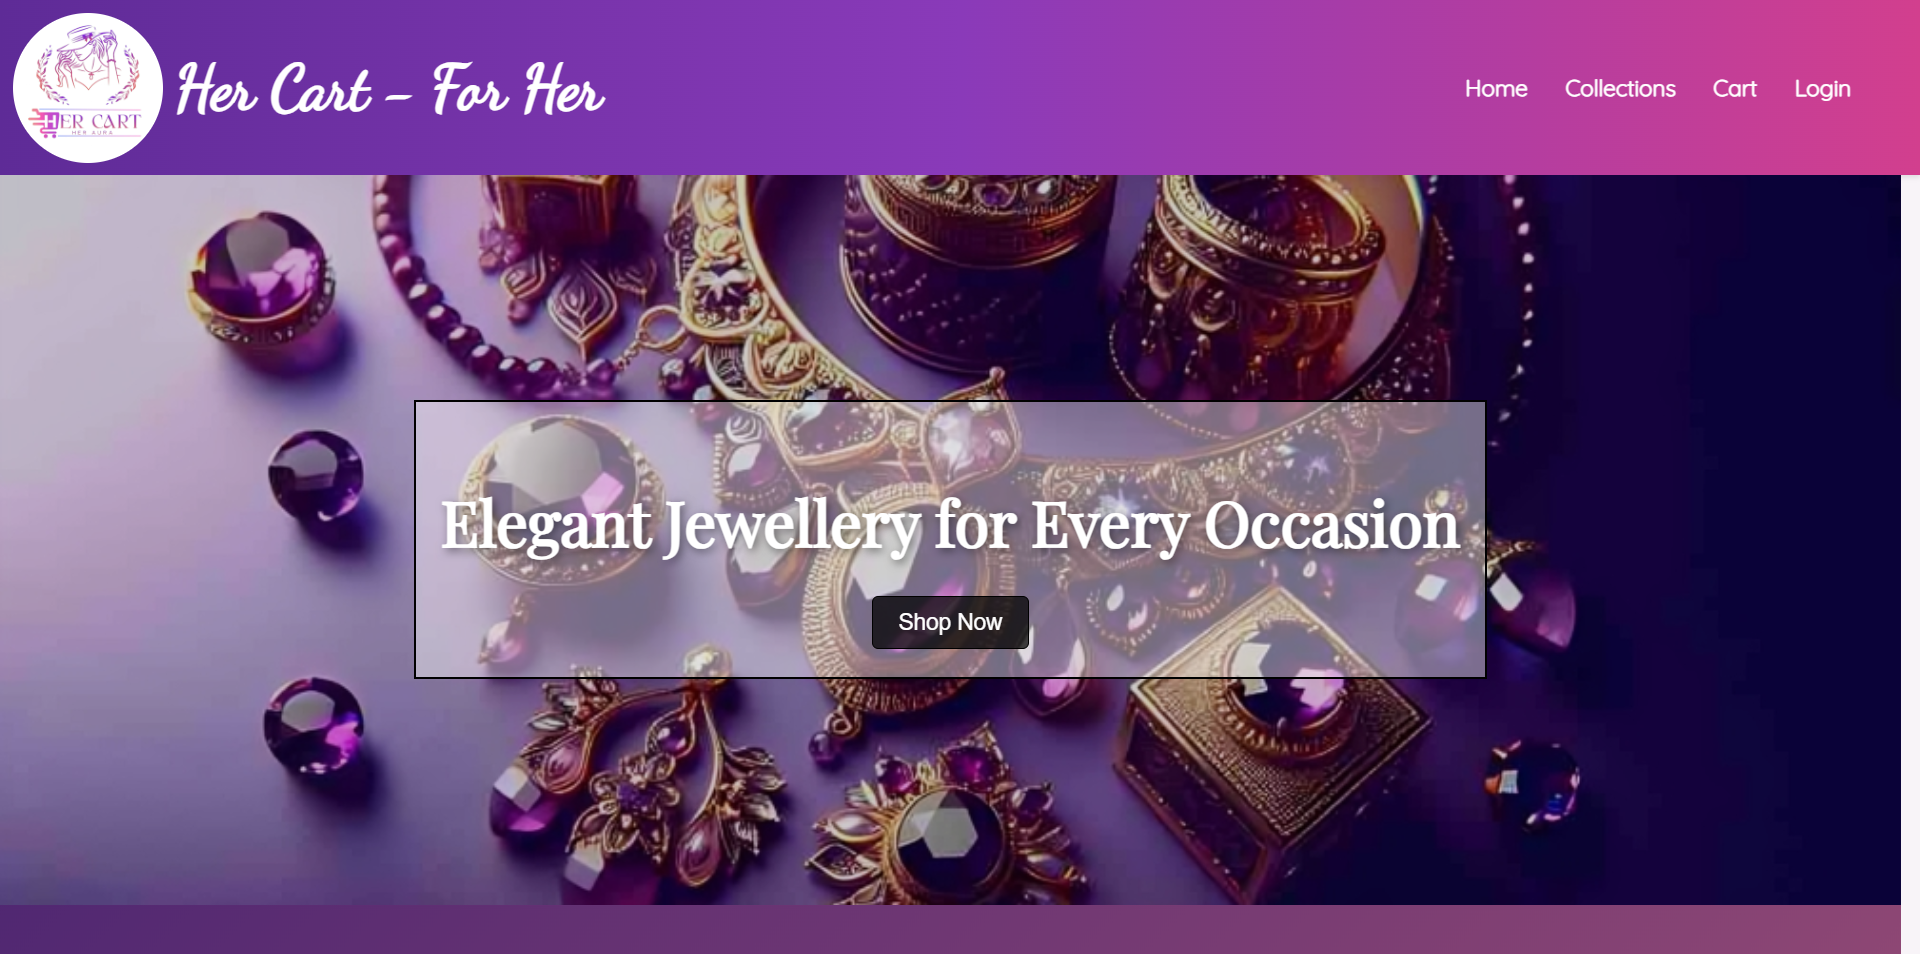 HER CART
HER AURA
Her Cart - For Her
Home
Collections
Cart
Login
Elegant Jewellery for Every Occasion
Shop Now